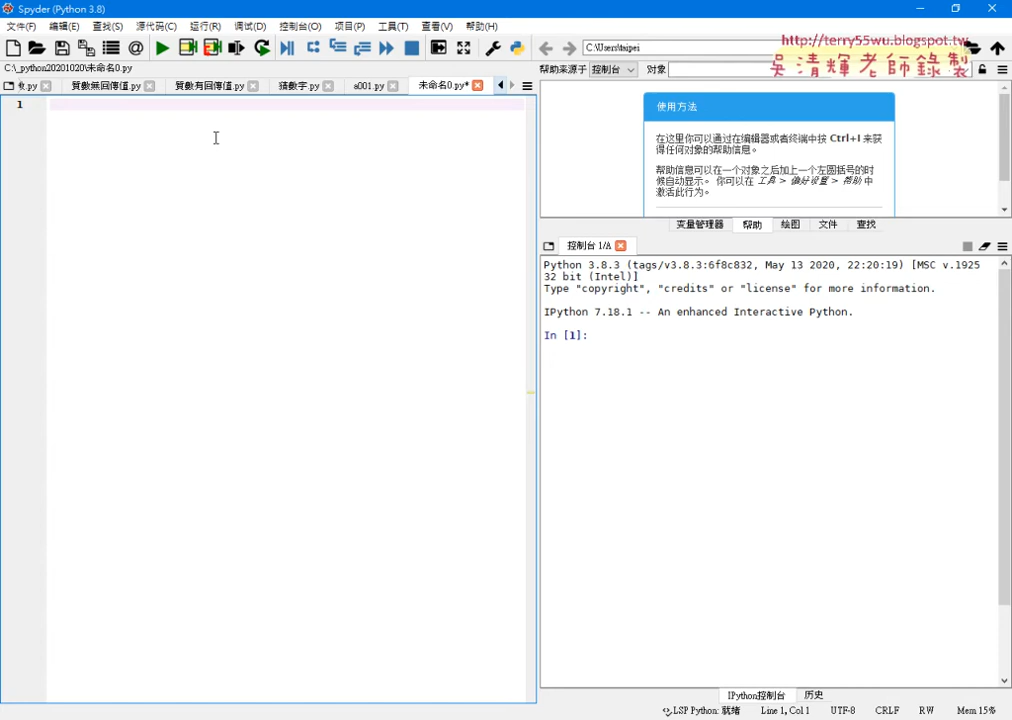 Spyder (Python 3.8)
文件(F) 编辑(E) 查找(S) 源代码(C) 运行(R) 调试(D) 控制台(O) 项目(P) 工具(T) 查看(V) 帮助(H)
C:\Users\taipei
http://terry55wu.blogspot.tw
吳清輝老師錄製
C:\_python20201020\未命名0.py
帮助来源于 控制台 对象
.py 質數無回傳值.py 質數有回傳值.py 猜數字.py a001.py 未命名0.py*
1
使用方法
在这里你可以通过在编辑器或者终端中按 Ctrl+I 来获
得任何对象的帮助信息。
帮助信息可以在一个对象之后加上一个左圆括号的时
候自动显示。 你可以在 工具 > 偏好设置 > 帮助 中
激活此行为。
变量管理器 帮助 绘图 文件 查找
控制台 1/A
Python 3.8.3 (tags/v3.8.3:6f8c832, May 13 2020, 22:20:19) [MSC v.1925
32 bit (Intel)]
Type "copyright", "credits" or "license" for more information.
IPython 7.18.1 -- An enhanced Interactive Python.
In [1]:
IPython控制台 历史
LSP Python: 就绪 Line 1, Col 1 UTF-8 CRLF RW Mem 15%